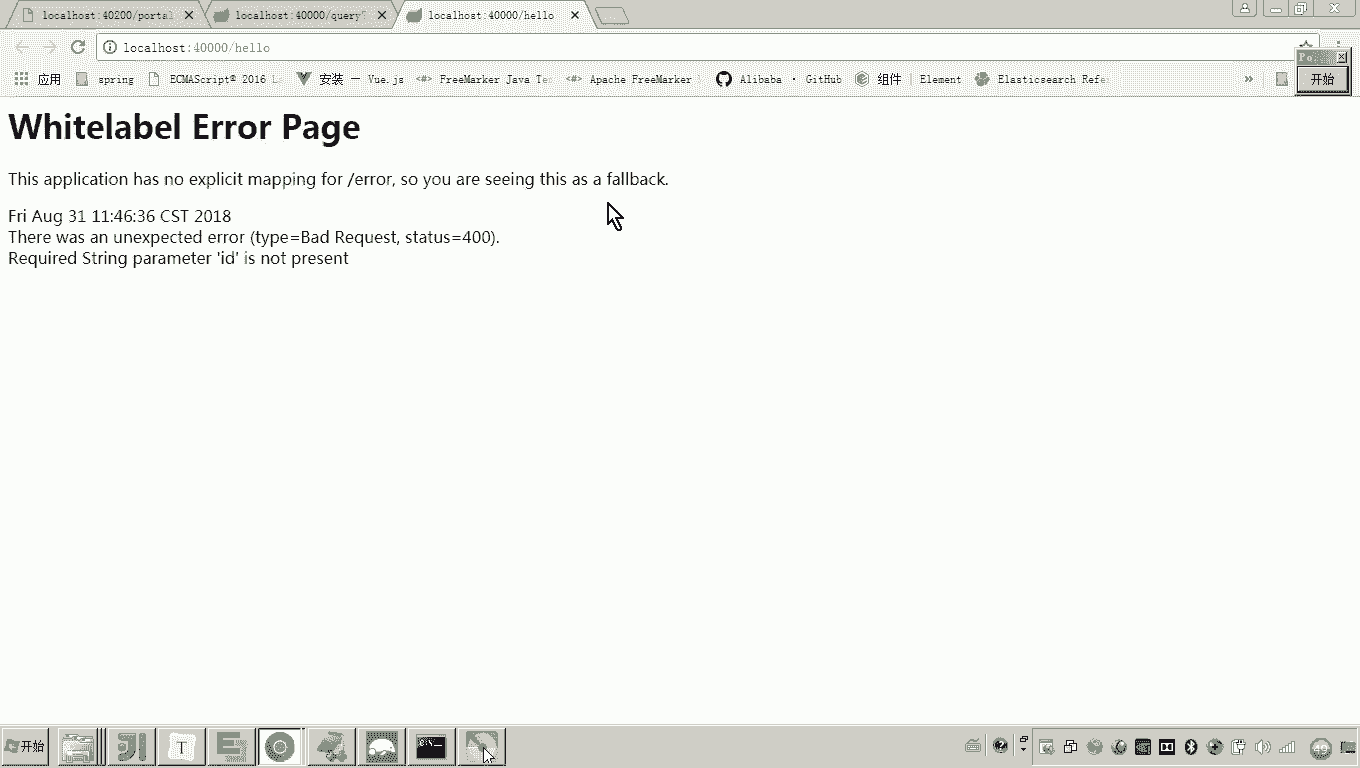 localhost:40200/portal
localhost:40000/query
localhost:40000/hello
localhost:40000/hello
应用
spring
ECMAScript® 2016
安装 — Vue.js
FreeMarker Java Te
Apache FreeMarker
Alibaba · GitHub
组件 | Element
Elasticsearch Refe
»
开始
Whitelabel Error Page
This application has no explicit mapping for /error, so you are seeing this as a fallback.
Fri Aug 31 11:46:36 CST 2018
There was an unexpected error (type=Bad Request, status=400).
Required String parameter 'id' is not present
开始